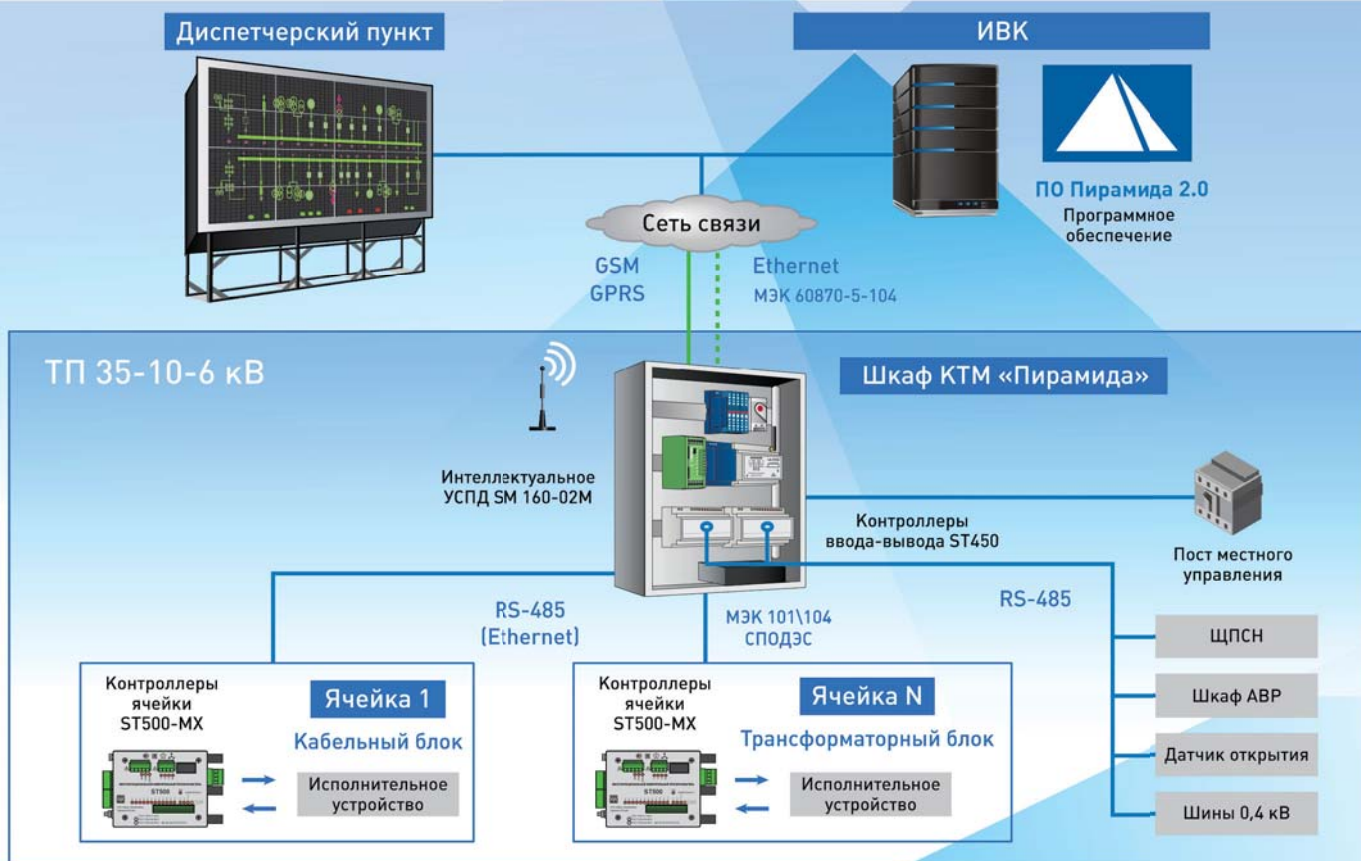 Диспетчерский пункт
ИВК
ПО Пирамида 2.0
Программное
обеспечение
Сеть связи
GSM
GPRS
Ethernet
МЭК 60870-5-104
ТП 35-10-6 кВ
Шкаф КТМ «Пирамида»
Интеллектуальное
УСПД SM 160-02М
Контроллеры
ввода-вывода ST450
Пост местного
управления
RS-485
(Ethernet)
МЭК 101\104
СПОДЭС
RS-485
ЩПСН
Шкаф АВР
Датчик открытия
Шины 0,4 кВ
Контроллеры
ячейки
ST500-MX
Ячейка 1
Кабельный блок
ST500
Исполнительное
устройство
Контроллеры
ячейки
ST500-MX
Ячейка N
Трансформаторный блок
ST500
Исполнительное
устройство